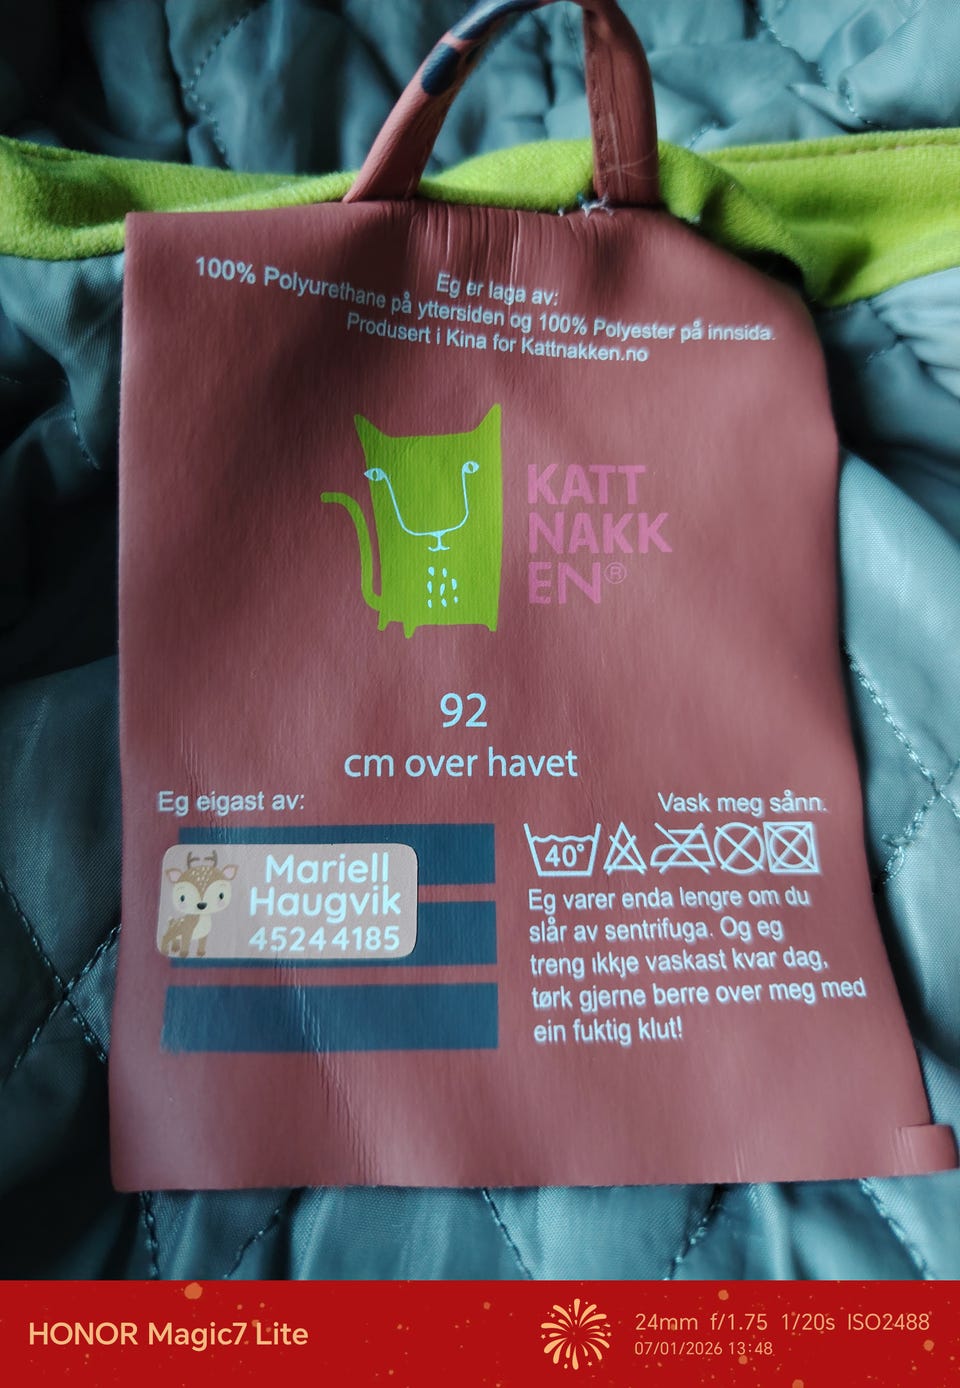 Eg er laga av:
100% Polyurethane på yttersiden og 100% Polyester på innsida.
Produsert i Kina for Kattnakken.no
KATT
NAKK
EN®
92
cm over havet
Eg eigast av:
Mariell
Haugvik
45244185
Vask meg sånn.
40°
Eg varer enda lengre om du
slår av sentrifuga. Og eg
treng ikkje vaskast kvar dag,
tørk gjerne berre over meg med
ein fuktig klut!
HONOR Magic7 Lite
24mm f/1.75 1/20s ISO2488
07/01/2026 13:48